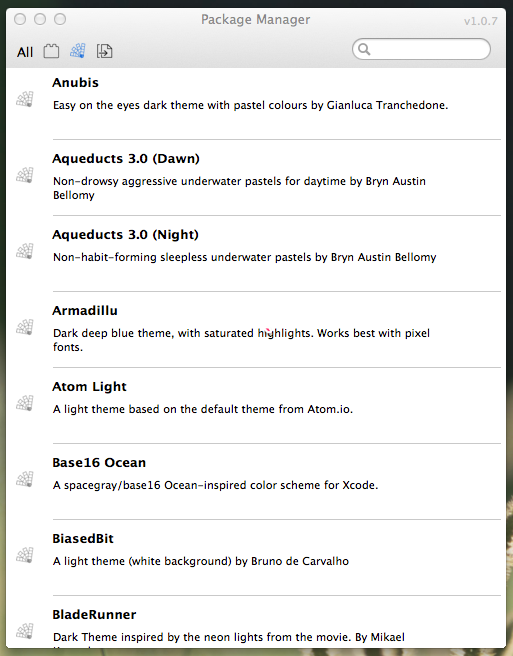 Package Manager
v1.0.7
All
Anubis
Easy on the eyes dark theme with pastel colours by Gianluca Tranchedone.
Aqueducts 3.0 (Dawn)
Non-drowsy aggressive underwater pastels for daytime by Bryn Austin
Bellomy
Aqueducts 3.0 (Night)
Non-habit-forming sleepless underwater pastels by Bryn Austin Bellomy
Armadillu
Dark deep blue theme, with saturated highlights. Works best with pixel
fonts.
Atom Light
A light theme based on the default theme from Atom.io.
Base16 Ocean
A spacegray/base16 Ocean-inspired color scheme for Xcode.
BiasedBit
A light theme (white background) by Bruno de Carvalho
BladeRunner
Dark Theme inspired by the neon lights from the movie. By Mikael